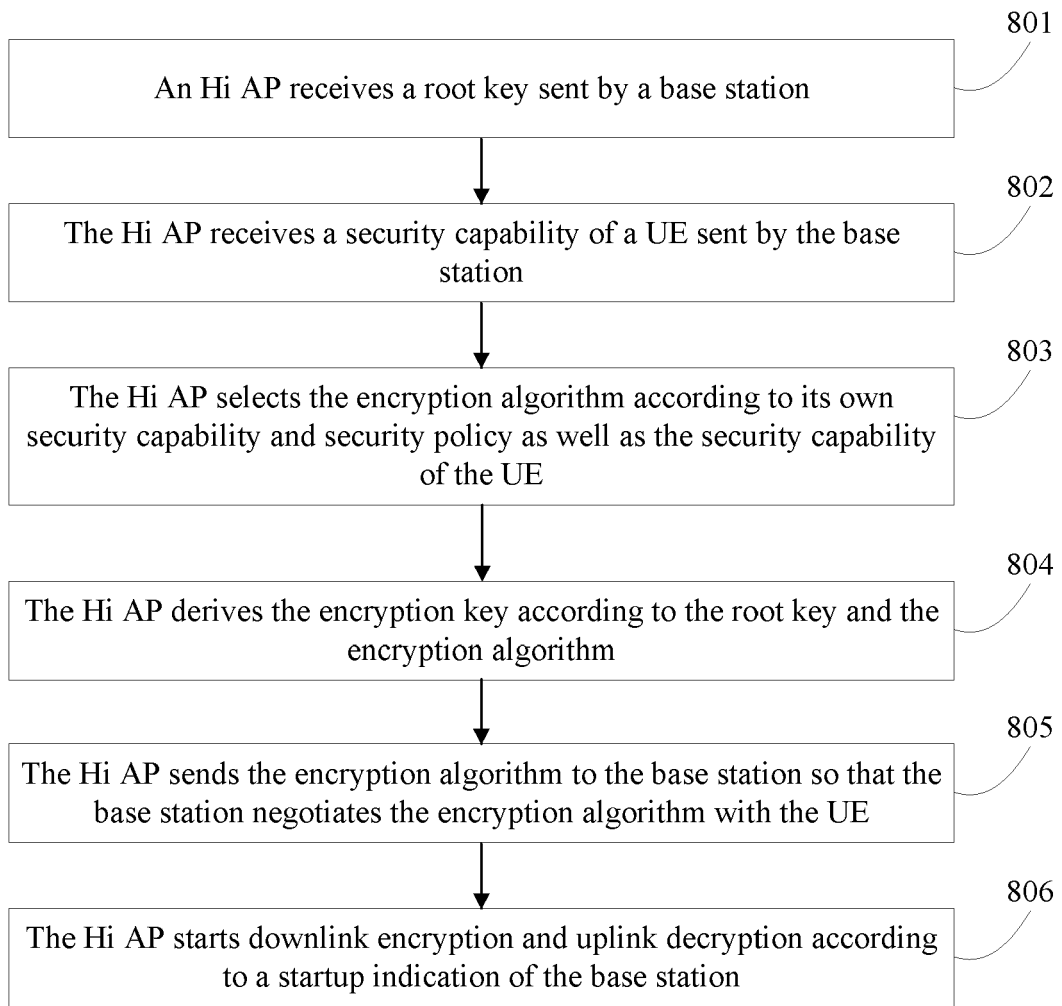 801
An Hi AP receives a root key sent by a base station
802
The Hi AP receives a security capability of a UE sent by the base
station
803
The Hi AP selects the encryption algorithm according to its own
security capability and security policy as well as the security capability
of the UE
804
The Hi AP derives the encryption key according to the root key and the
encryption algorithm
805
The Hi AP sends the encryption algorithm to the base station so that the
base station negotiates the encryption algorithm with the UE
806
The Hi AP starts downlink encryption and uplink decryption according
to a startup indication of the base station